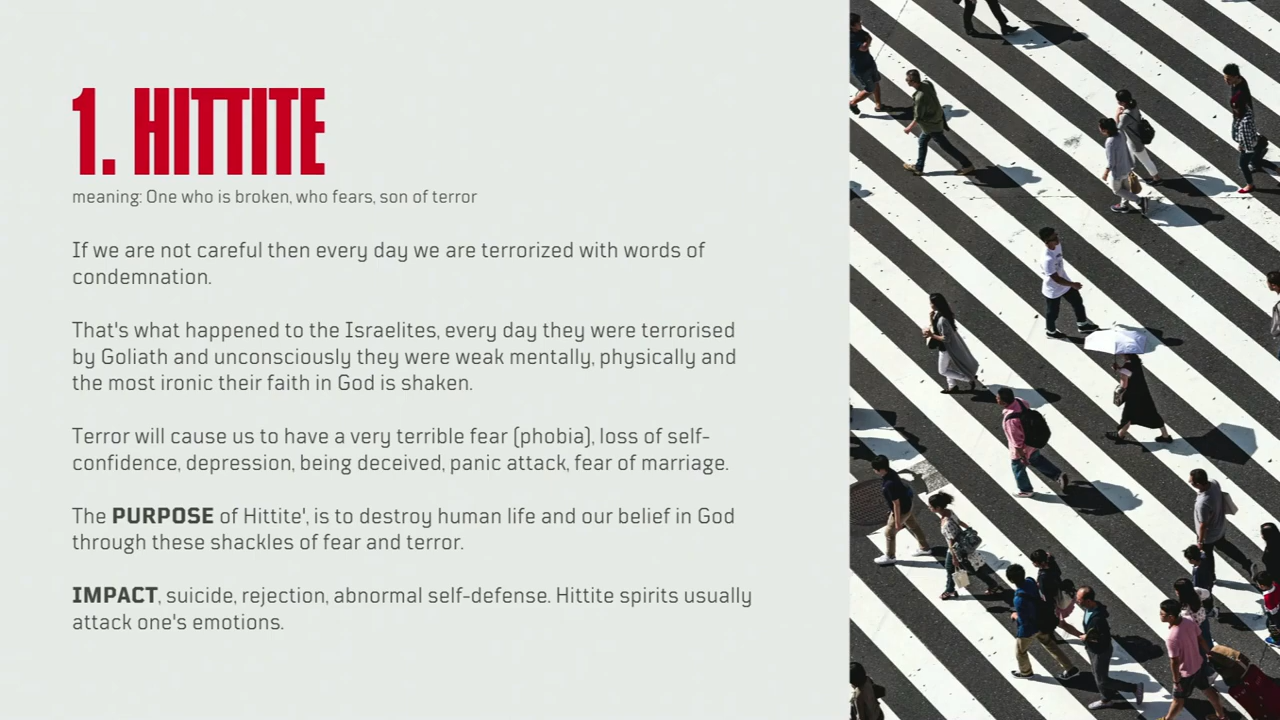 1. HITTITE
meaning: One who is broken, who fears, son of terror
If we are not careful then every day we are terrorized with words of
condemnation.
That's what happened to the Israelites, every day they were terrorised
by Goliath and unconsciously they were weak mentally, physically and
the most ironic their faith in God is shaken.
Terror will cause us to have a very terrible fear (phobia), loss of self-
confidence, depression, being deceived, panic attack, fear of marriage.
The PURPOSE of Hittite', is to destroy human life and our belief in God
through these shackles of fear and terror.
IMPACT, suicide, rejection, abnormal self-defense. Hittite spirits usually
attack one's emotions.